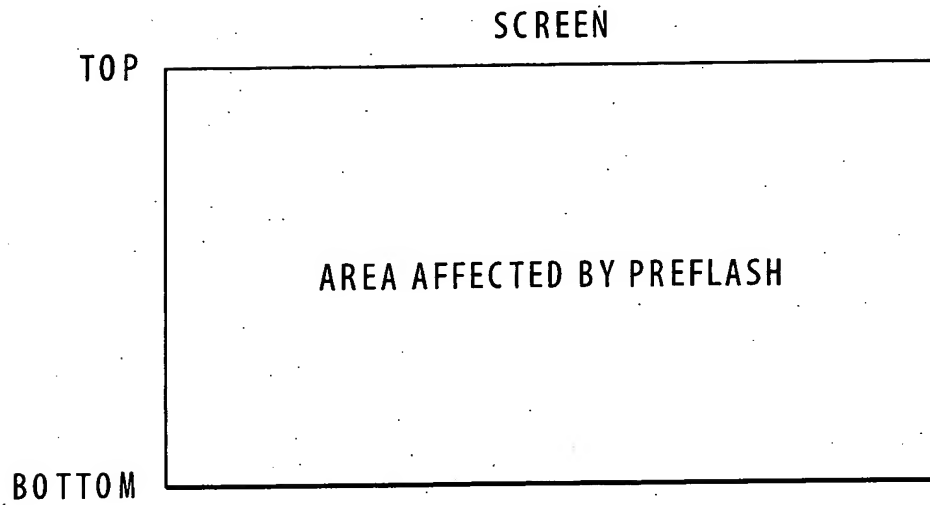 SCREEN
TOP
AREA AFFECTED BY PREFLASH
BOTTOM